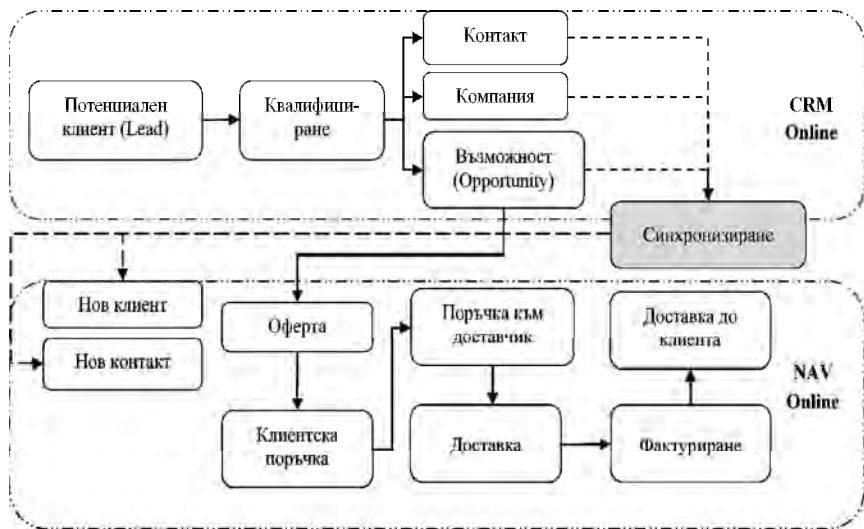 Контакт
Потенциален
клиент (Lead)
Квалифици-
ране
Компания
CRM
Online
Възможност
(Opportunity)
Синхронизиране
Нов клиент
Нов контакт
Оферта
Поръчка към
доставчик
Доставка до
клиента
NAV
Online
Клиентска
поръчка
Доставка
Фактуриране